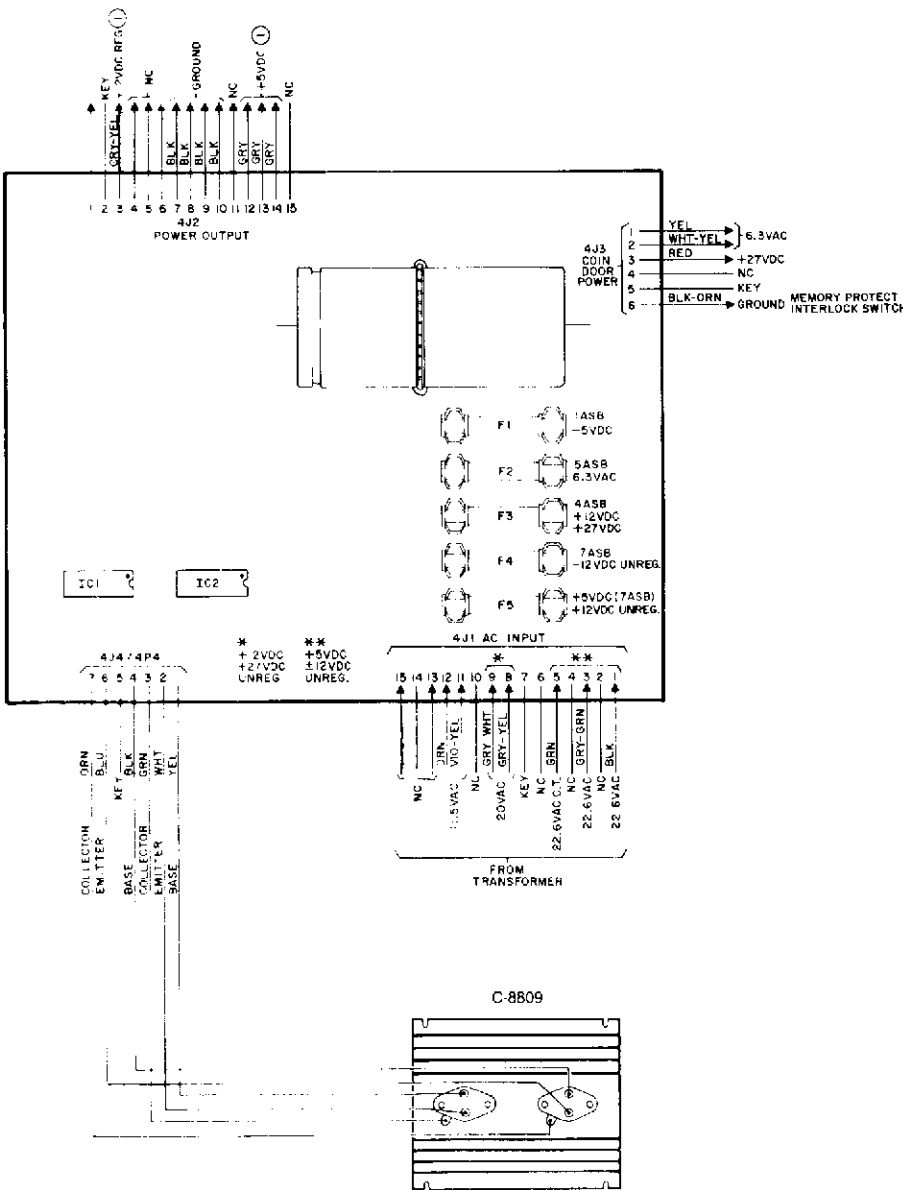 KEY
2VDC REG ①
NC
GROUND
NC
+5VDC ①
NC
GRY-YEL
BLK
BLK
BLK
BLK
GRY
GRY
GRY
1 2 3 4 5 6 7 8 9 10 11 12 13 14 15
4J2
POWER OUTPUT
4J3
COIN
DOOR
POWER
1 YEL
2 WHT-YEL
6.3VAC
3 RED +27VDC
4 NC
5 KEY
6 BLK-ORN GROUND MEMORY PROTECT
INTERLOCK SWITCH
F1 1ASB
-5VDC
F2 5ASB
6.3VAC
F3 4ASB
+12VDC
+27VDC
F4 7ASB
-12VDC UNREG.
F5 +5VDC(7ASB)
+12VDC UNREG.
IC1
IC2
4J4/4P4
7 6 5 4 3 2
*
+ 2VDC
+27VDC
UNREG
**
+5VDC
±12VDC
UNREG.
4J1 AC INPUT
* **
15 14 13 12 11 10 9 8 7 6 5 4 3 2 1
ORN
BLU
KEY
BLK
GRN
WHT
YEL
COLLECTOR
EMITTER
BASE
COLLECTOR
EMITTER
BASE
NC
ORN
VIO-YEL
NC
GRY WHT
GRY-YEL
20VAC
KEY
NC
GRN
22.6VAC C.T.
NC
GRY-GRN
22.6VAC
NC
BLK
22 6VAC
FROM
TRANSFORMER
C-8809